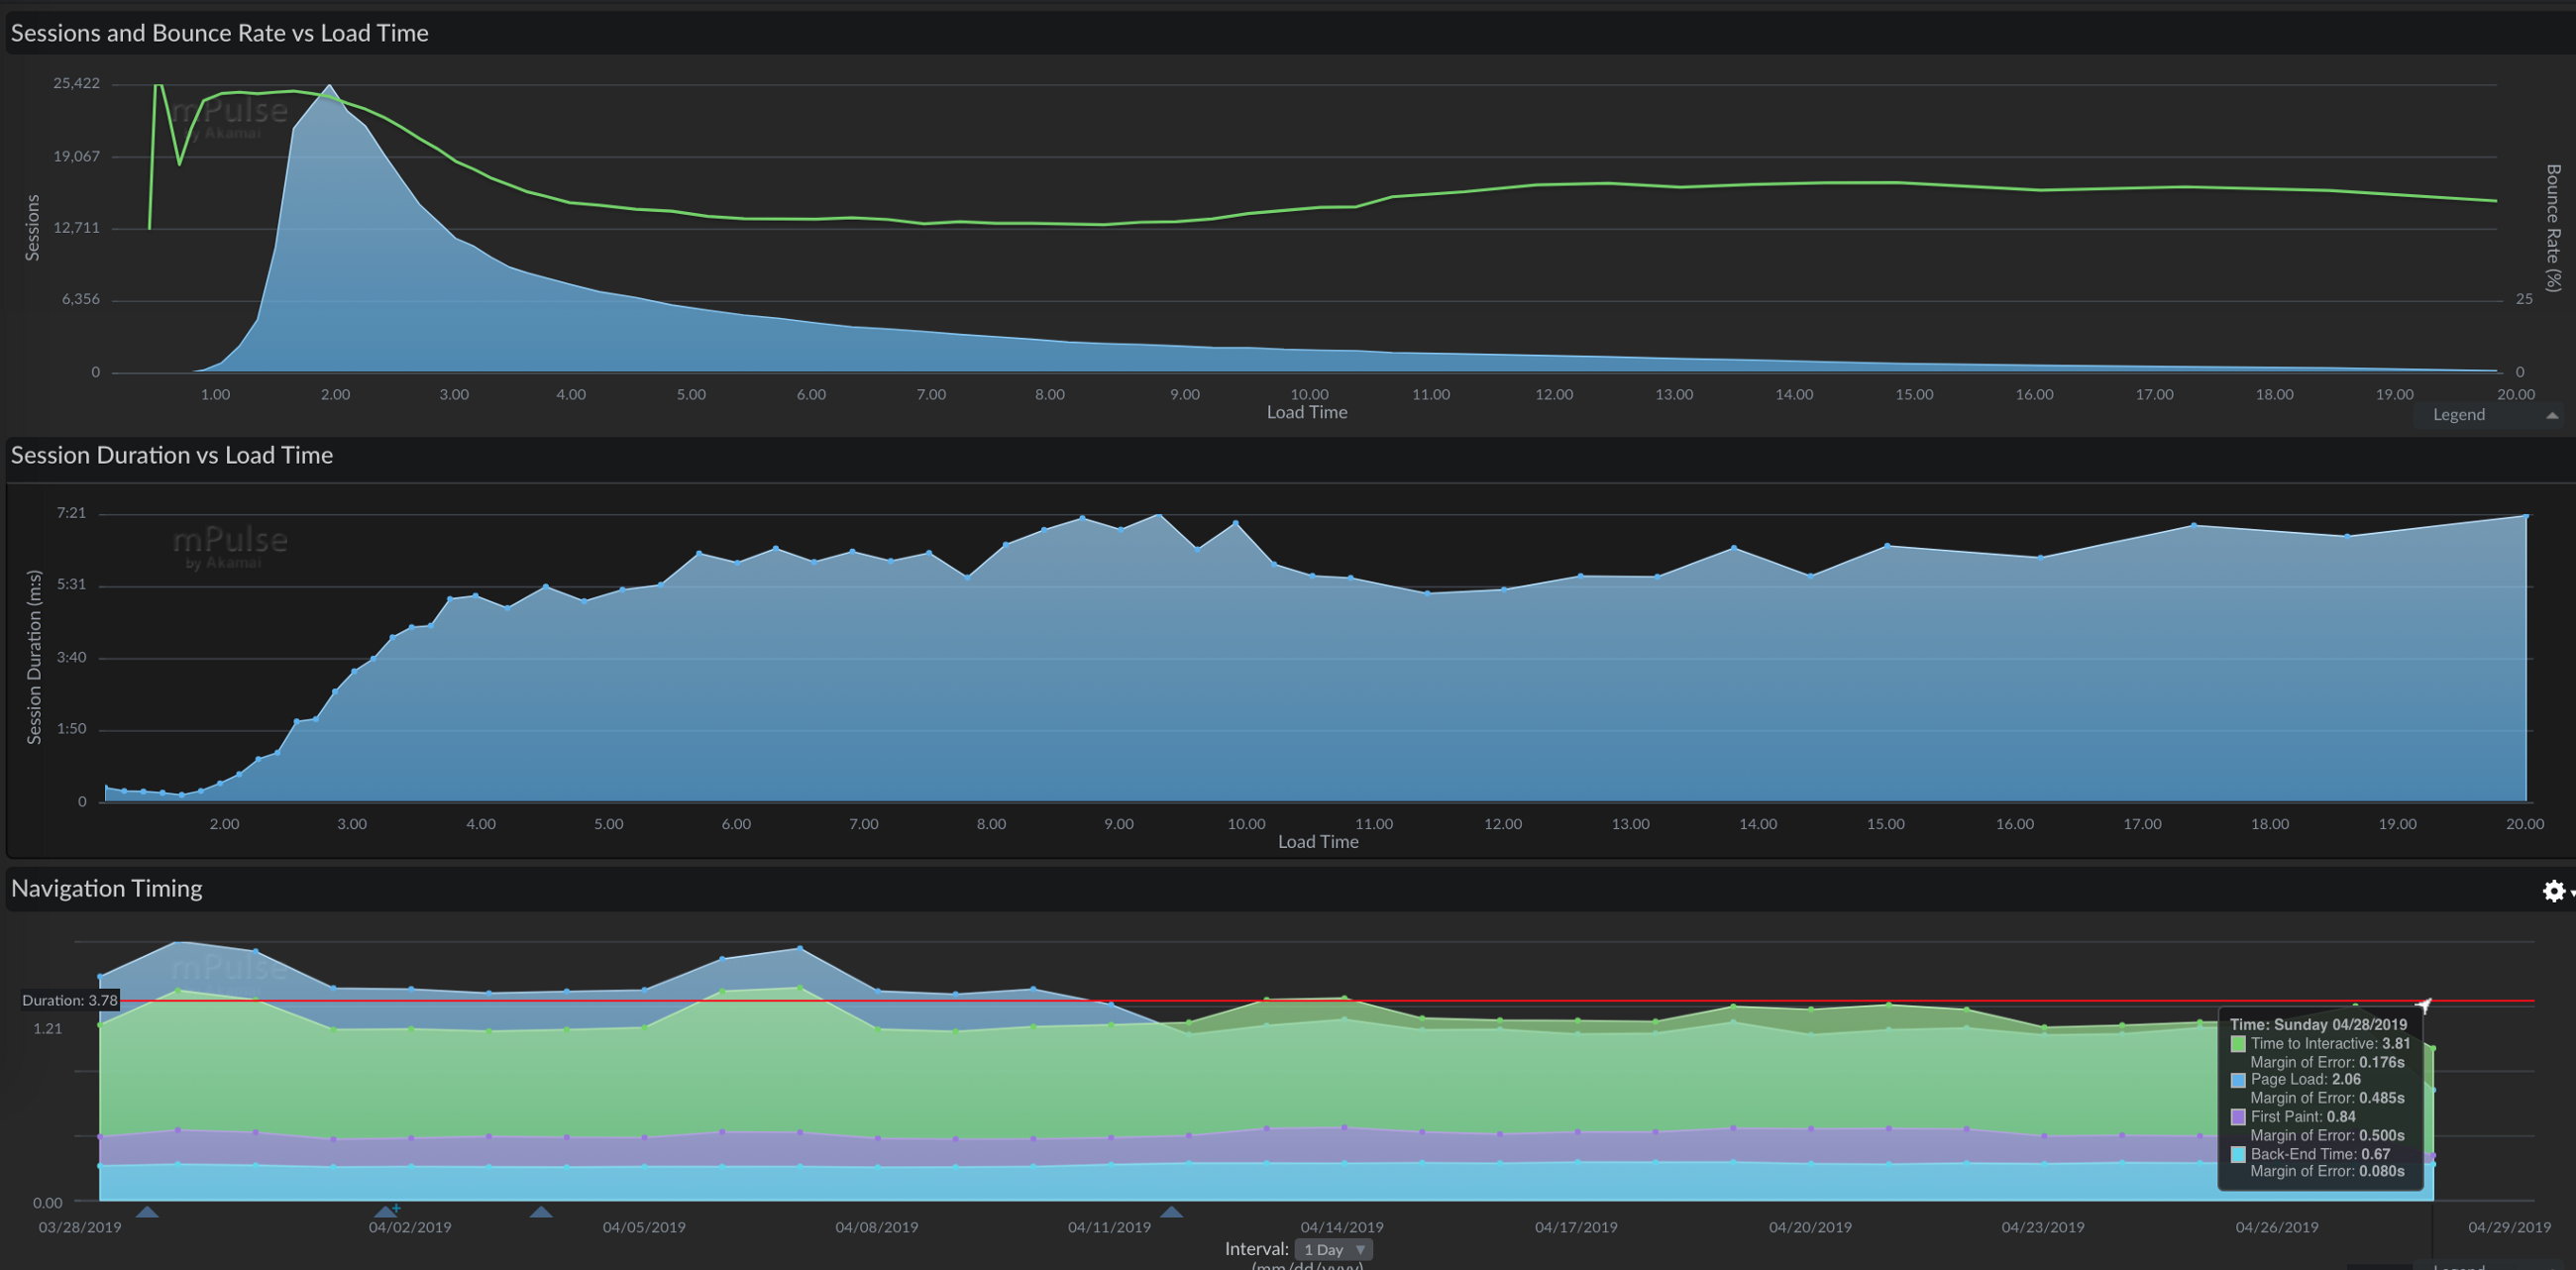 Sessions and Bounce Rate vs Load Time
25,422
19,067
12,711
6,356
0
Sessions
mPulse
by Akamai
Bounce Rate (%)
25
0
1.00 2.00 3.00 4.00 5.00 6.00 7.00 8.00 9.00 10.00 11.00 12.00 13.00 14.00 15.00 16.00 17.00 18.00 19.00 20.00
Load Time
Legend
Session Duration vs Load Time
7:21
5:31
3:40
1:50
0
Session Duration (m:s)
mPulse
by Akamai
2.00 3.00 4.00 5.00 6.00 7.00 8.00 9.00 10.00 11.00 12.00 13.00 14.00 15.00 16.00 17.00 18.00 19.00 20.00
Load Time
Navigation Timing
mPulse
Duration: 3.78
1.21
0.00
Time: Sunday 04/28/2019
Time to Interactive: 3.81
Margin of Error: 0.176s
Page Load: 2.06
Margin of Error: 0.485s
First Paint: 0.84
Margin of Error: 0.500s
Back-End Time: 0.67
Margin of Error: 0.080s
03/28/2019 04/02/2019 04/05/2019 04/08/2019 04/11/2019 04/14/2019 04/17/2019 04/20/2019 04/23/2019 04/26/2019 04/29/2019
Interval: 1 Day
(mm/dd/yyyy)
Legend